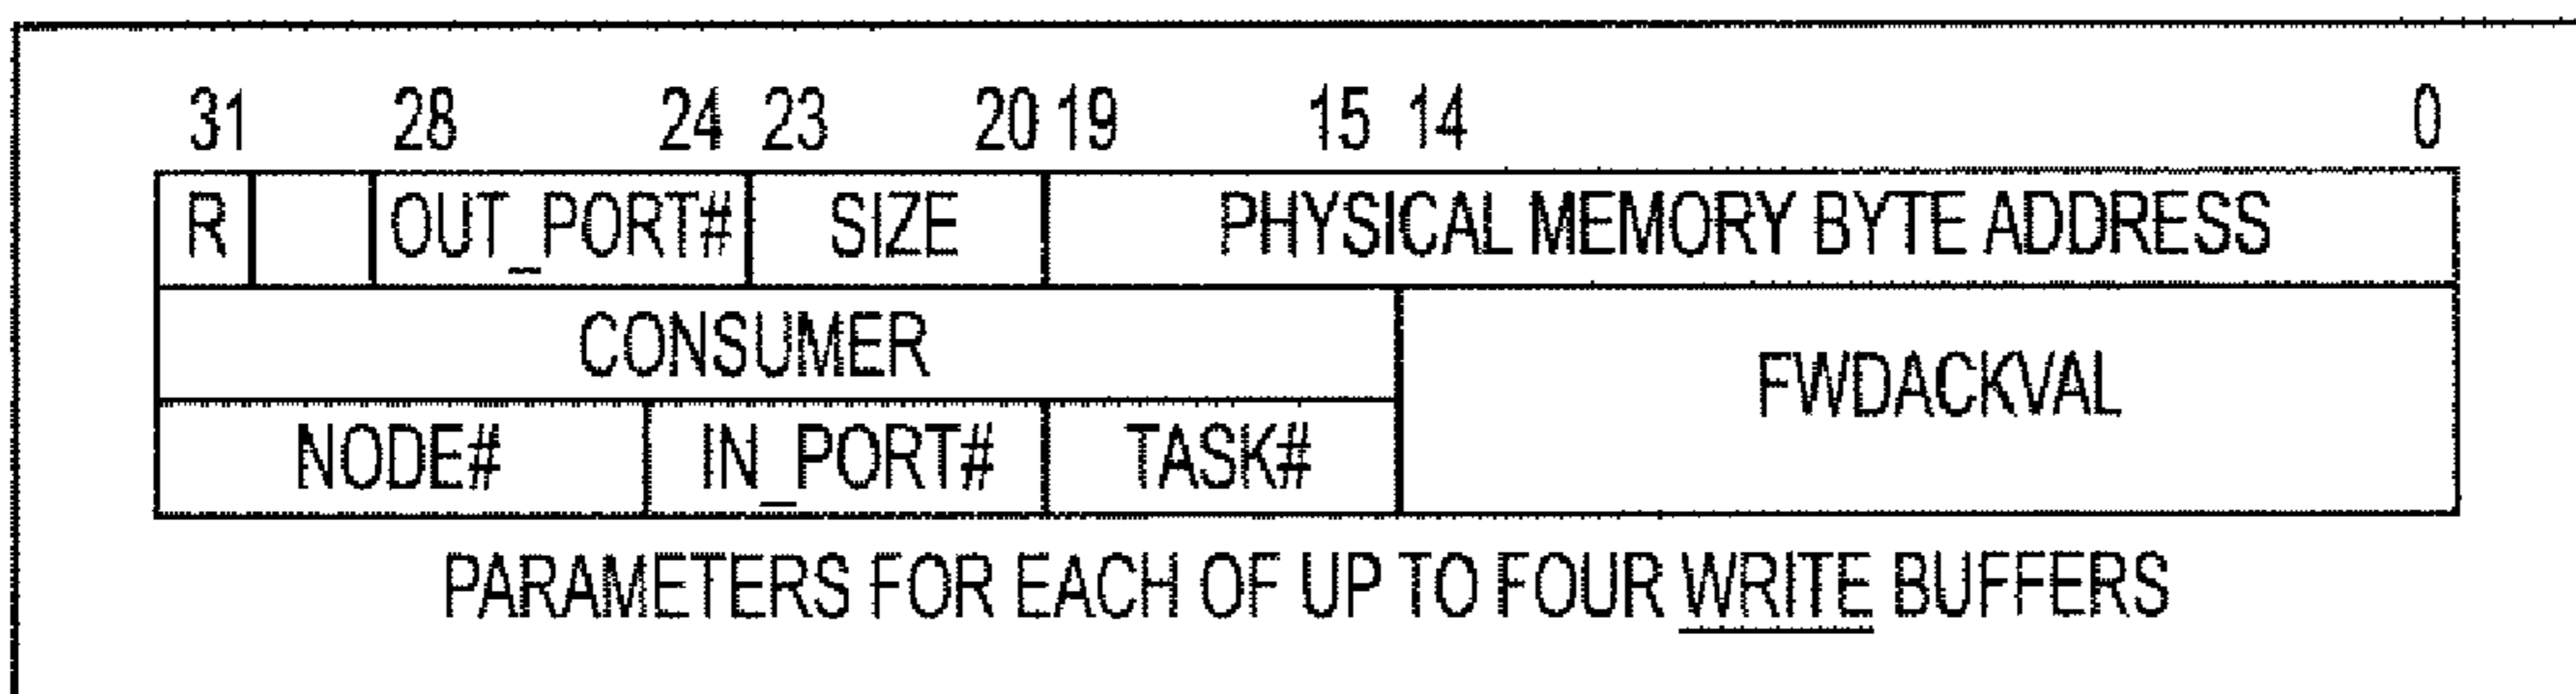 31 28 24 23 20 19 15 14 0
R OUT_PORT# SIZE PHYSICAL MEMORY BYTE ADDRESS
CONSUMER FWDACKVAL
NODE# IN_PORT# TASK#
PARAMETERS FOR EACH OF UP TO FOUR WRITE BUFFERS